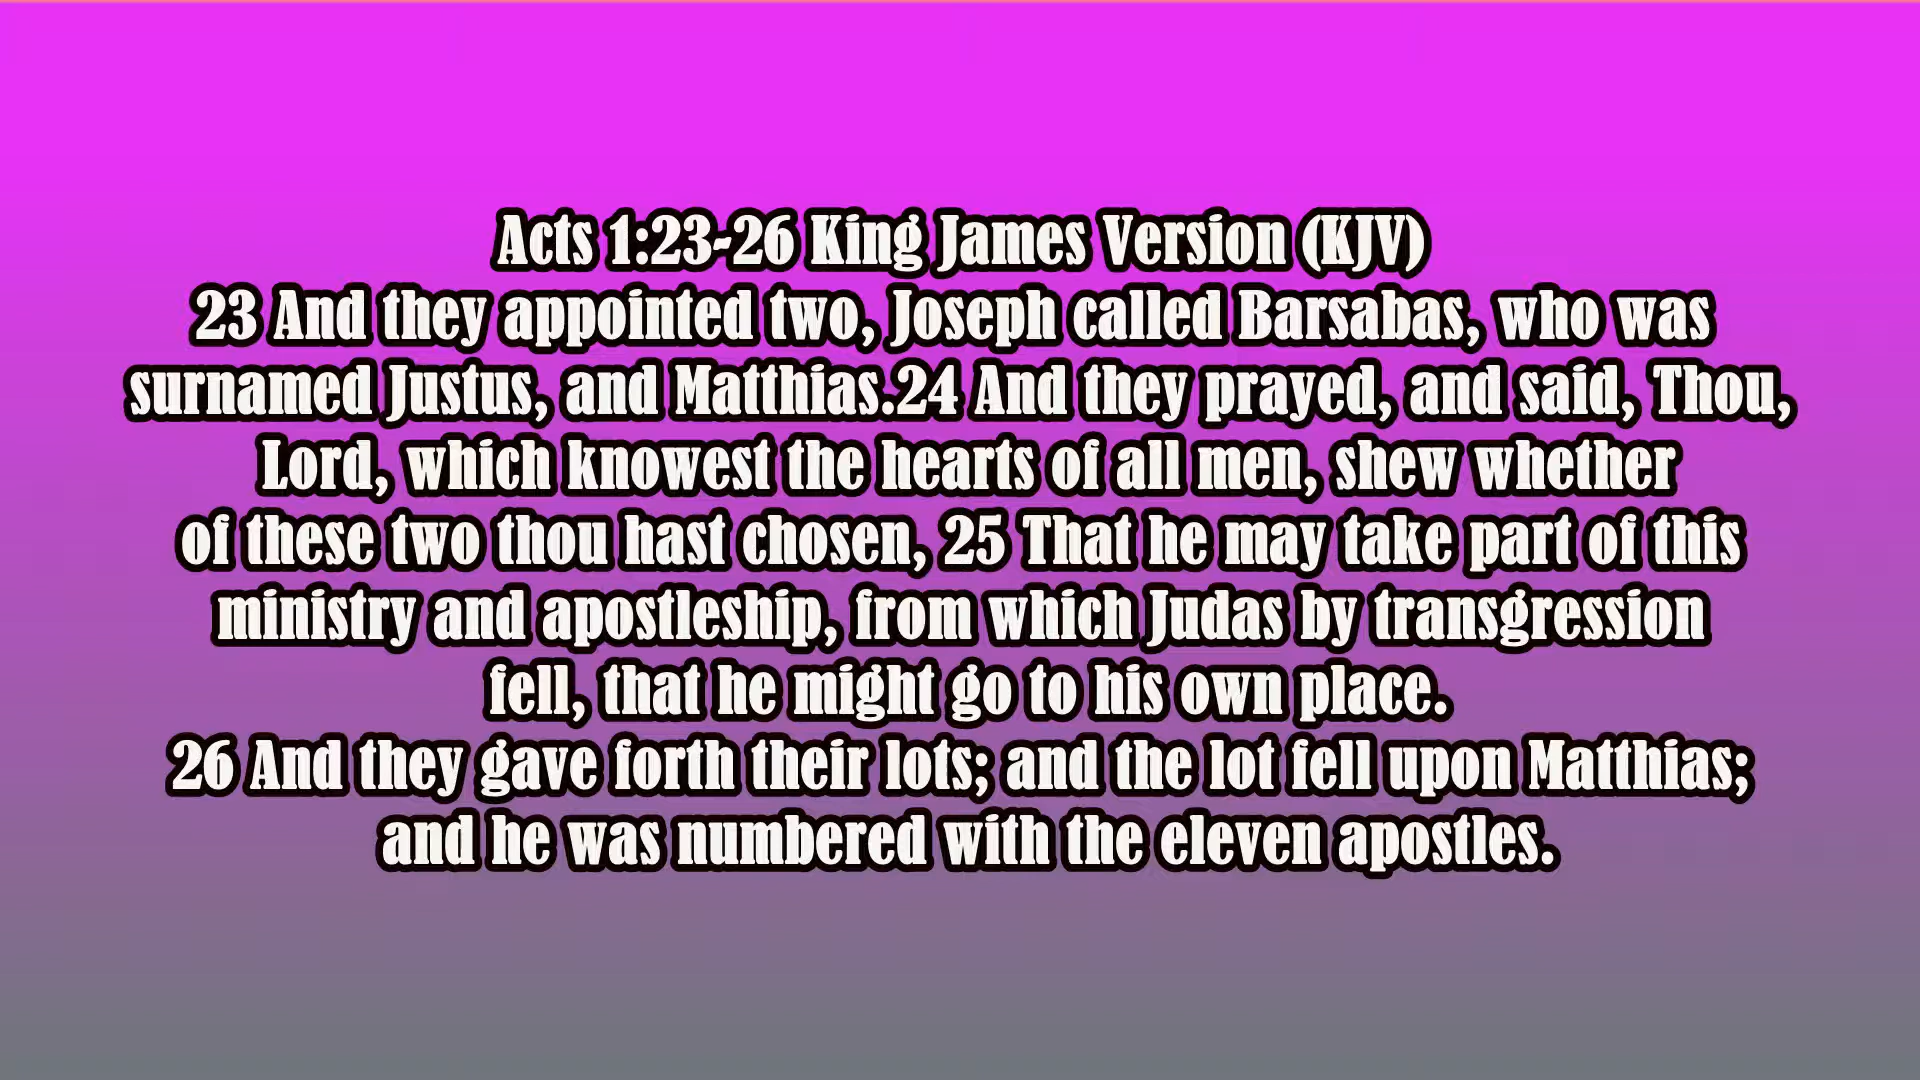 Acts 1:23-26 King James Version (KJV)
23 And they appointed two, Joseph called Barsabas, who was
surnamed Justus, and Matthias.24 And they prayed, and said, Thou,
Lord, which knowest the hearts of all men, shew whether
of these two thou hast chosen, 25 That he may take part of this
ministry and apostleship, from which Judas by transgression
fell, that he might go to his own place.
26 And they gave forth their lots; and the lot fell upon Matthias;
and he was numbered with the eleven apostles.